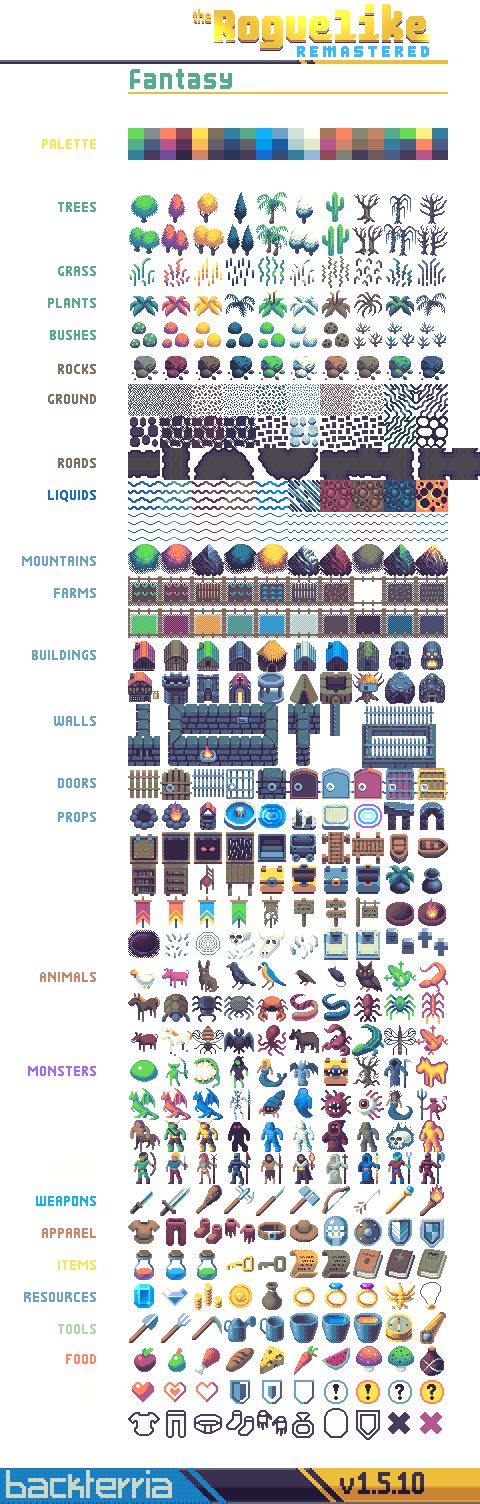 the Roguelike
REMASTERED
Fantasy
PALETTE
TREES
GRASS
PLANTS
BUSHES
ROCKS
GROUND
ROADS
LIQUIDS
MOUNTAINS
FARMS
BUILDINGS
WALLS
DOORS
PROPS
ANIMALS
MONSTERS
WEAPONS
APPAREL
ITEMS
RESOURCES
TOOLS
FOOD
backterria v1.5.10